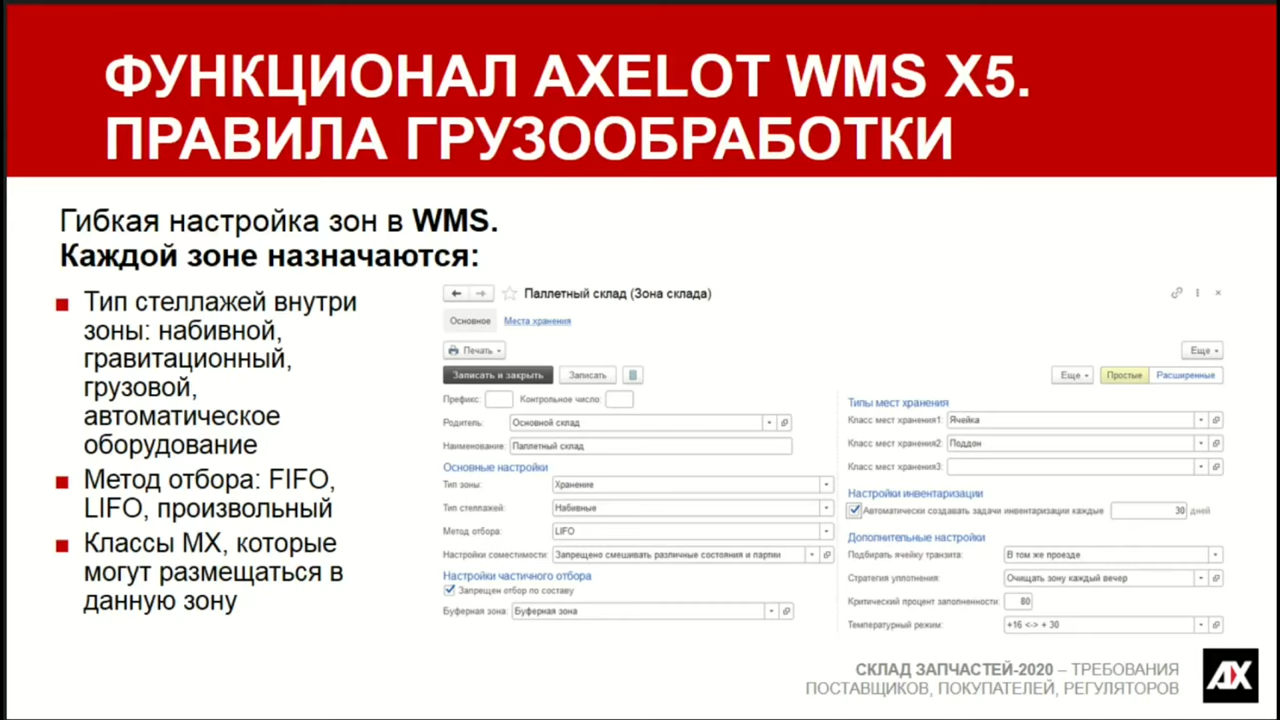 ФУНКЦИОНАЛ AXELOT WMS X5.
ПРАВИЛА ГРУЗООБРАБОТКИ
Гибкая настройка зон в WMS.
Каждой зоне назначаются:
Тип стеллажей внутри
зоны: набивной,
гравитационный,
грузовой,
автоматическое
оборудование
Метод отбора: FIFO,
LIFO, произвольный
Классы МХ, которые
могут размещаться в
данную зону
Паллетный склад (Зона склада)
Основное Места хранения
Печать Еще
Записать и закрыть Записать Еще Простые Расширенные
Префикс: Контрольное число:
Родитель: Основной склад
Наименование: Паллетный склад
Основные настройки
Тип зоны: Хранение
Тип стеллажей: Набивные
Метод отбора: LIFO
Настройки совместимости: Запрещено смешивать различные состояния и партии
Настройки частичного отбора
Запрещен отбор по составу
Буферная зона: Буферная зона
Типы мест хранения
Класс мест хранения1: Ячейка
Класс мест хранения2: Поддон
Класс мест хранения3:
Настройки инвентаризации
Автоматически создавать задачи инвентаризации каждые 30 дней
Дополнительные настройки
Подбирать ячейку транзита: В том же проезде
Стратегия уплотнения: Очищать зону каждый вечер
Критический процент заполненности: 80
Температурный режим: +16 <-> + 30
СКЛАД ЗАПЧАСТЕЙ-2020 – ТРЕБОВАНИЯ
ПОСТАВЩИКОВ, ПОКУПАТЕЛЕЙ, РЕГУЛЯТОРОВ
AX